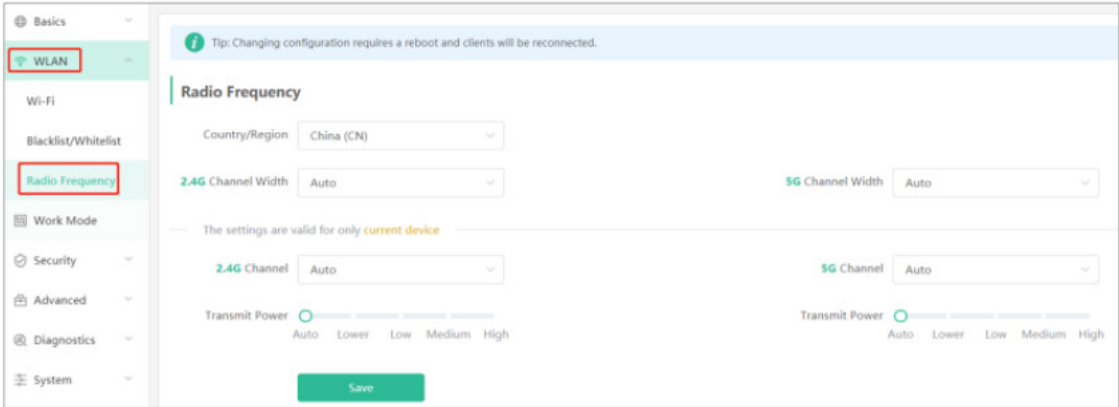 Basics
WLAN
Wi-Fi
Blacklist/Whitelist
Radio Frequency
Work Mode
Security
Advanced
Diagnostics
System
Tip: Changing configuration requires a reboot and clients will be reconnected.
Radio Frequency
Country/Region China (CN)
2.4G Channel Width Auto 5G Channel Width Auto
The settings are valid for only current device
2.4G Channel Auto 5G Channel Auto
Transmit Power Transmit Power
Auto Lower Low Medium High Auto Lower Low Medium High
Save